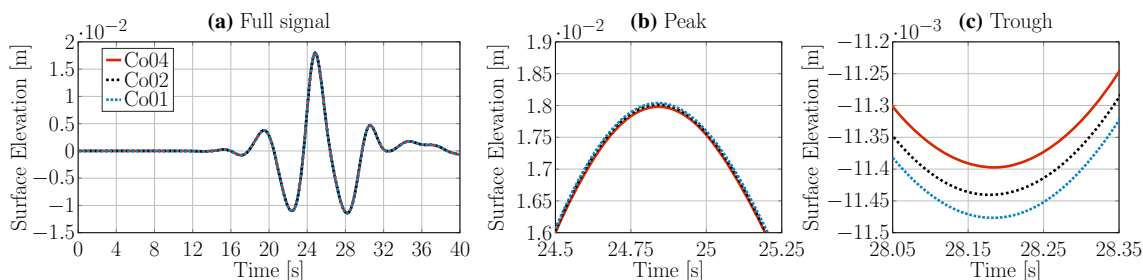 (a) Full signal
·10−2
Surface Elevation [m]
2
1.5
1
0.5
0
−0.5
−1
−1.5
Co04
Co02
Co01
0 4 8 12 16 20 24 28 32 36 40
Time [s]
(b) Peak
·10−2
Surface Elevation [m]
1.9
1.85
1.8
1.75
1.7
1.65
1.6
24.5 24.75 25 25.25
Time [s]
(c) Trough
·10−3
Surface Elevation [m]
−11.2
−11.25
−11.3
−11.35
−11.4
−11.45
−11.5
28.05 28.15 28.25 28.35
Time [s]